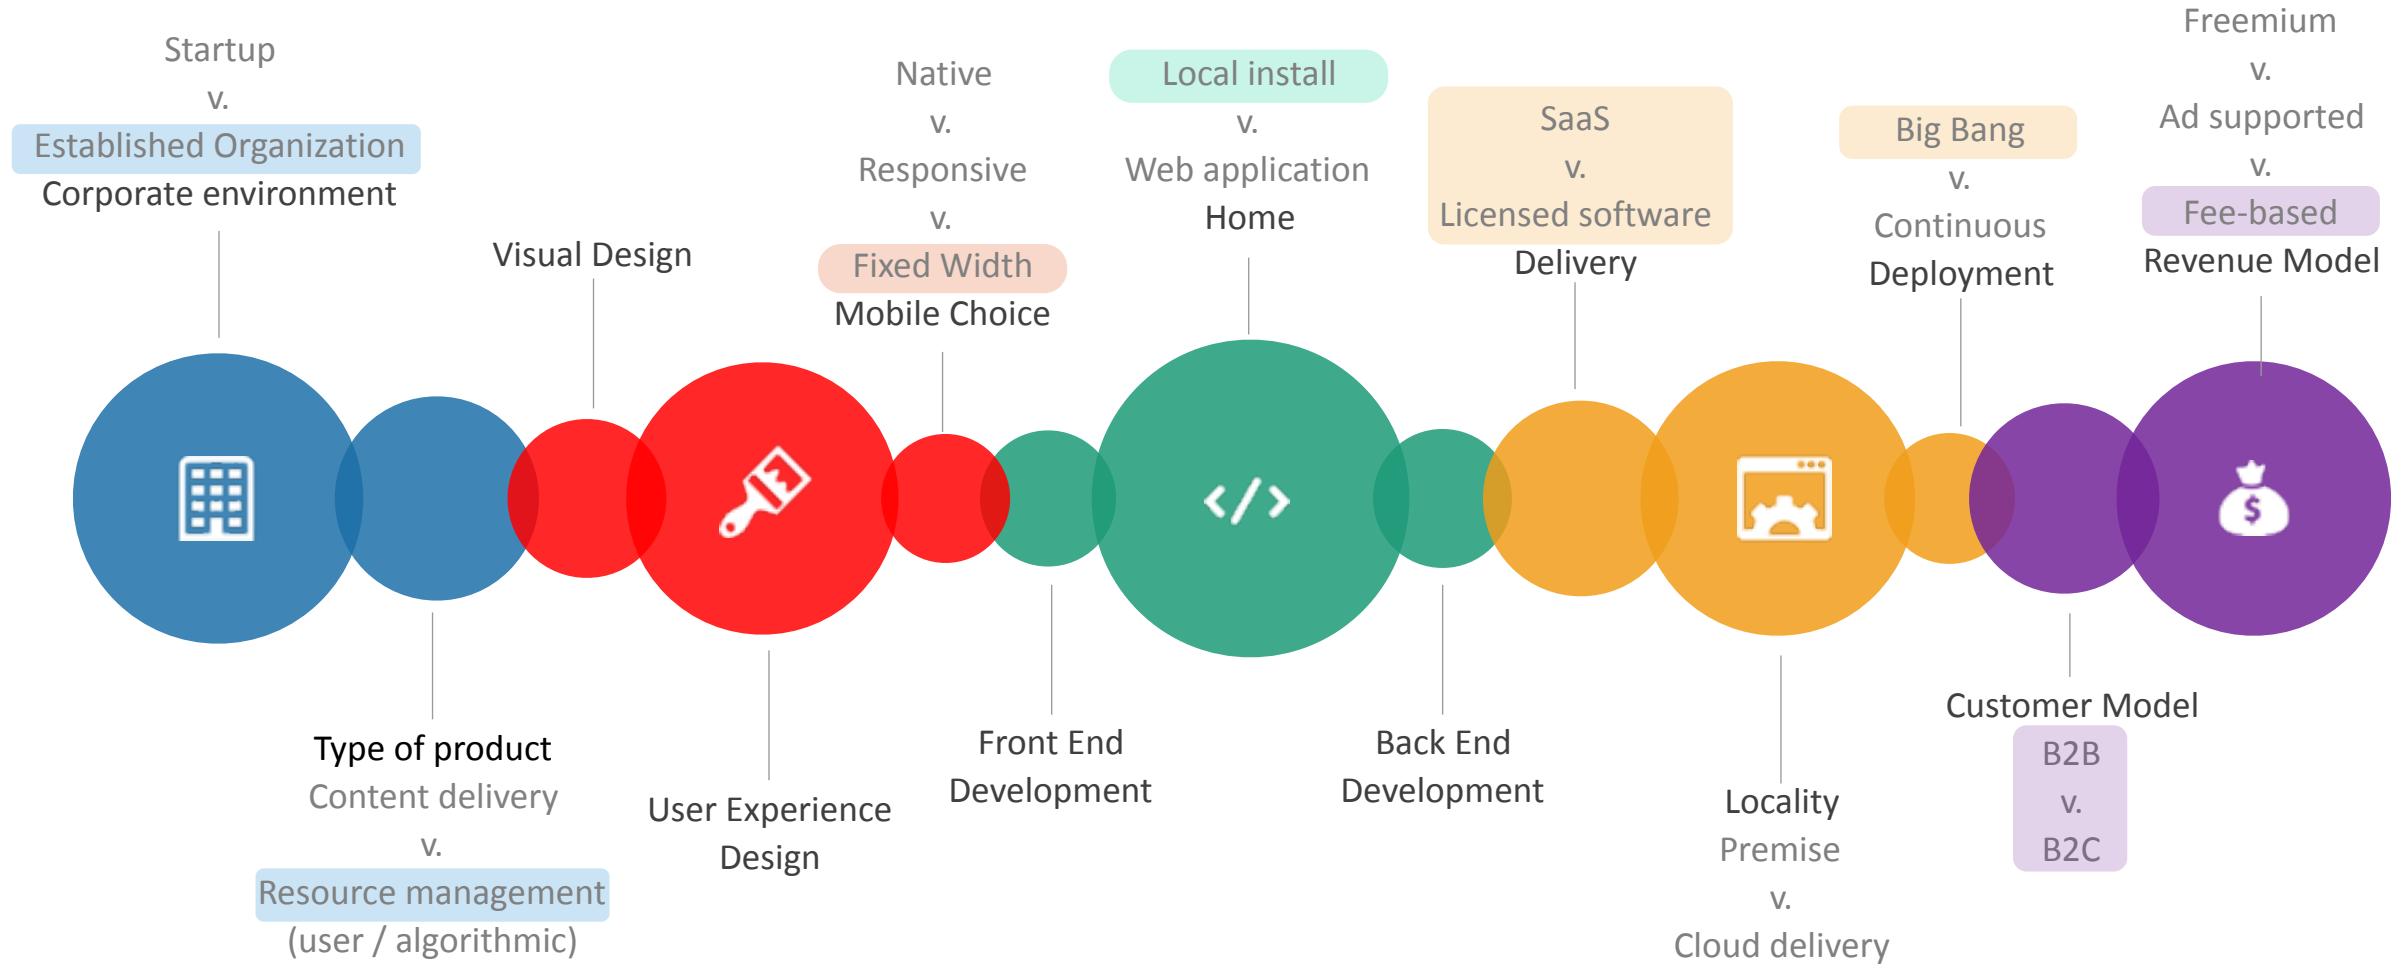 Startup
v.
Established Organization
Corporate environment
Type of product
Content delivery
v.
Resource management
(user / algorithmic)
Visual Design
User Experience
Design
Native
v.
Responsive
v.
Fixed Width
Mobile Choice
Front End
Development
Local install
v.
Web application
Home
</>
Back End
Development
SaaS
v.
Licensed software
Delivery
Locality
Premise
v.
Cloud delivery
Big Bang
v.
Continuous
Deployment
Customer Model
B2B
v.
B2C
Freemium
v.
Ad supported
v.
Fee-based
Revenue Model
$